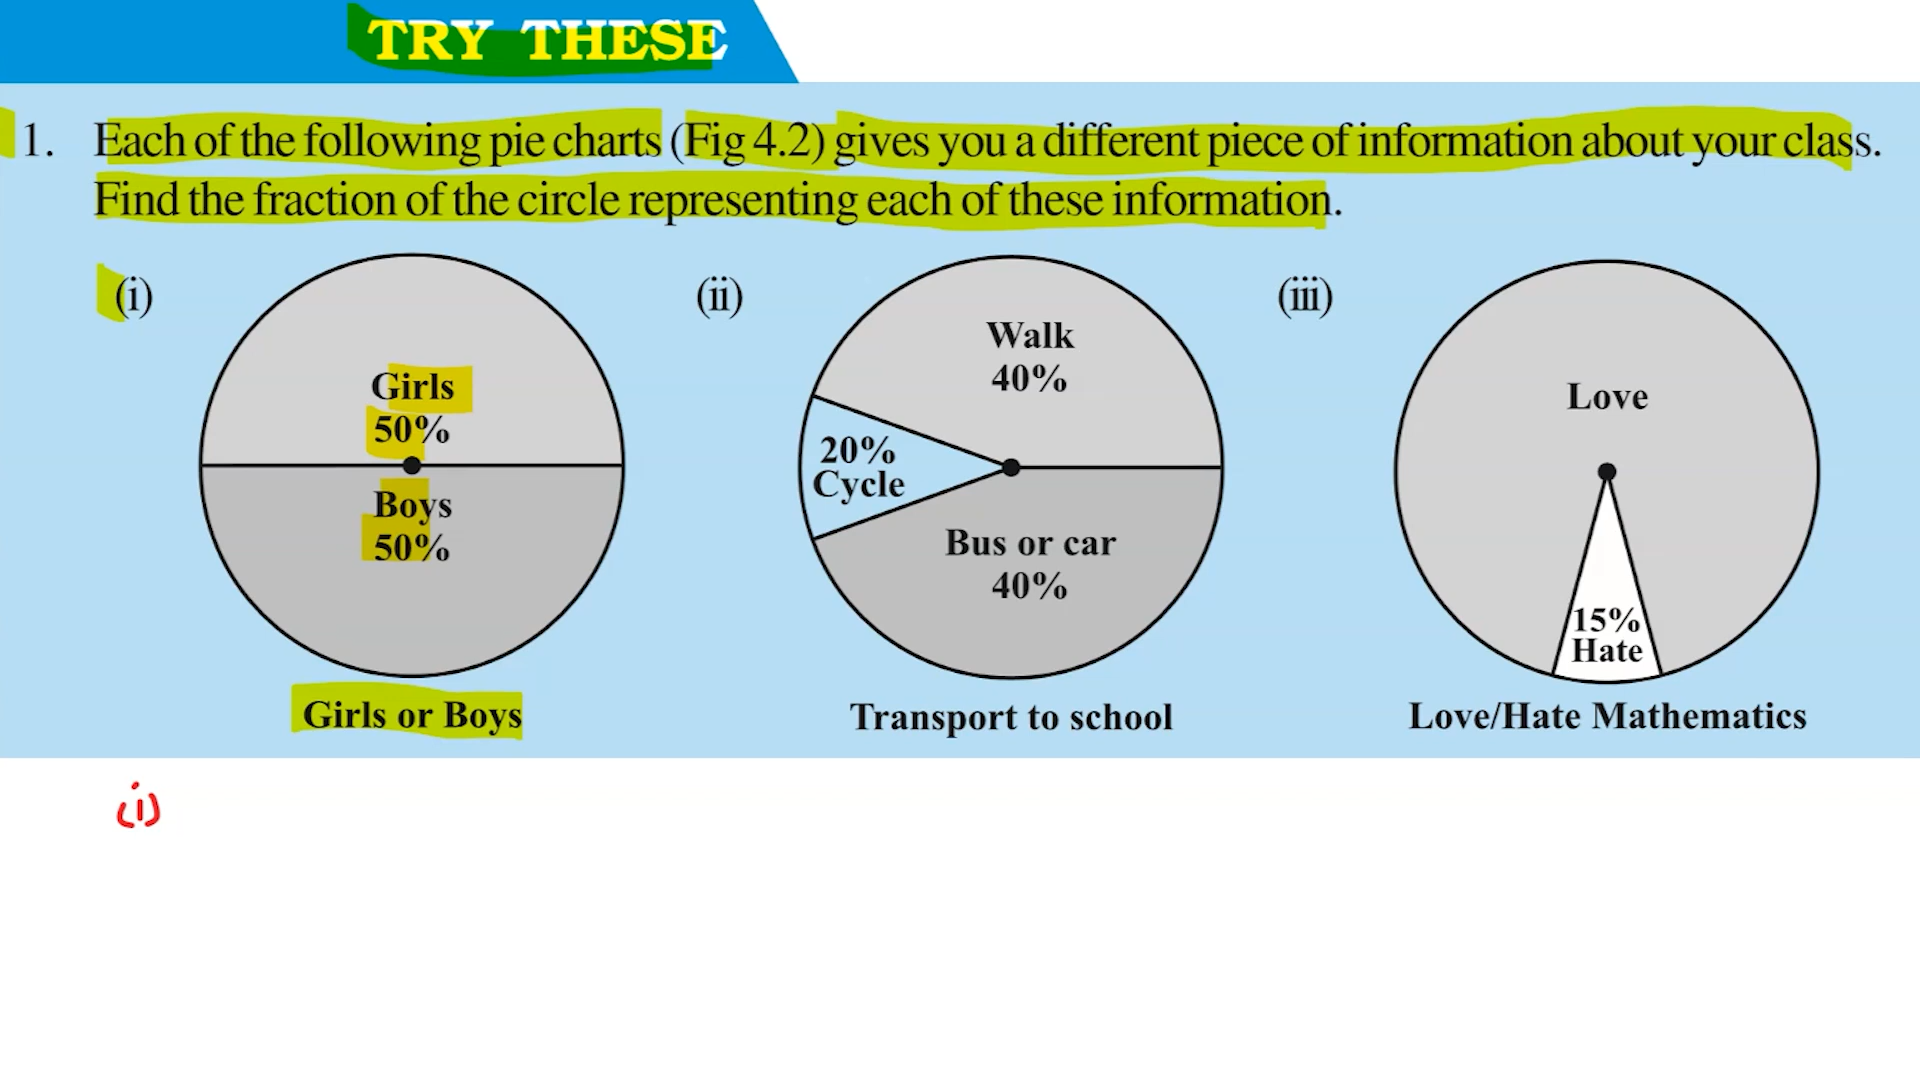 TRY THESE
1. Each of the following pie charts (Fig 4.2) gives you a different piece of information about your class.
Find the fraction of the circle representing each of these information.
(i)
Girls
50%
Boys
50%
Girls or Boys
(ii)
Walk
40%
20%
Cycle
Bus or car
40%
Transport to school
(iii)
Love
15%
Hate
Love/Hate Mathematics
(i)